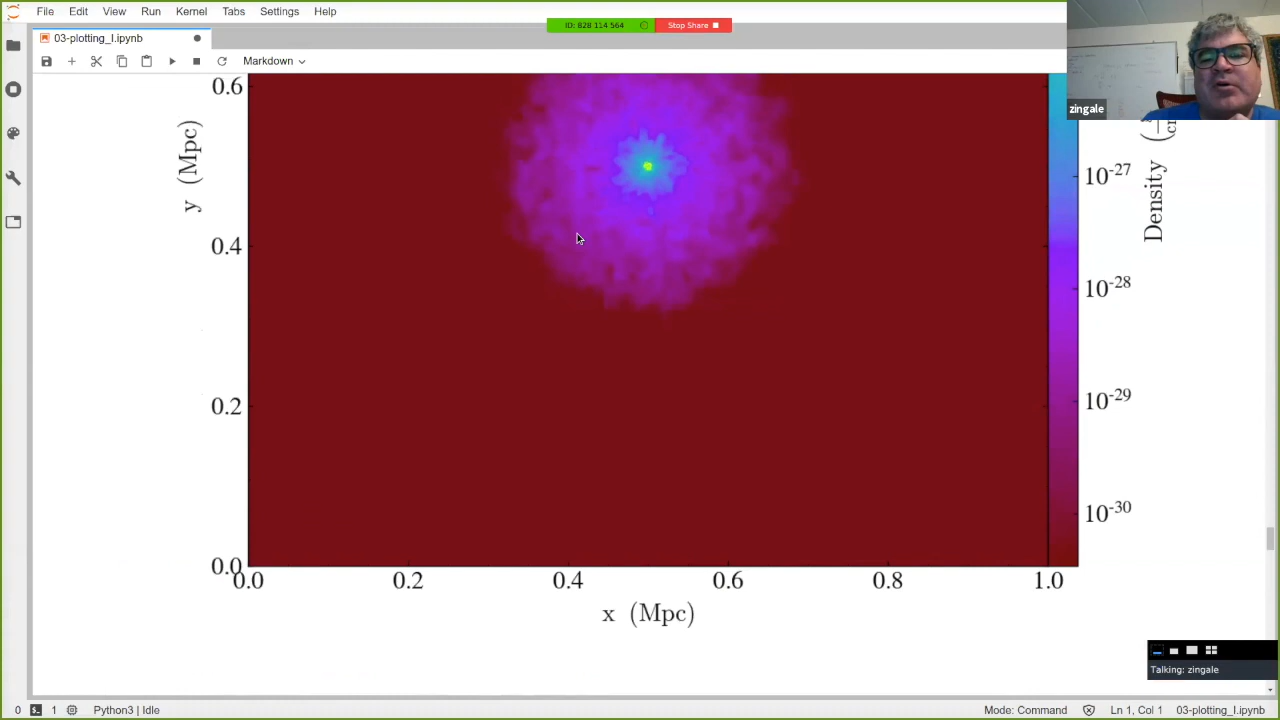 File Edit View Run Kernel Tabs Settings Help
ID: 828 114 564 Stop Share
03-plotting_I.ipynb
Markdown
zingale
0.6
0.4
0.2
0.0
y (Mpc)
0.0 0.2 0.4 0.6 0.8 1.0
x (Mpc)
10-27
10-28
10-29
10-30
Density
Talking: zingale
0 1 Python3 | Idle Mode: Command Ln 1, Col 1 03-plotting_I.ipynb